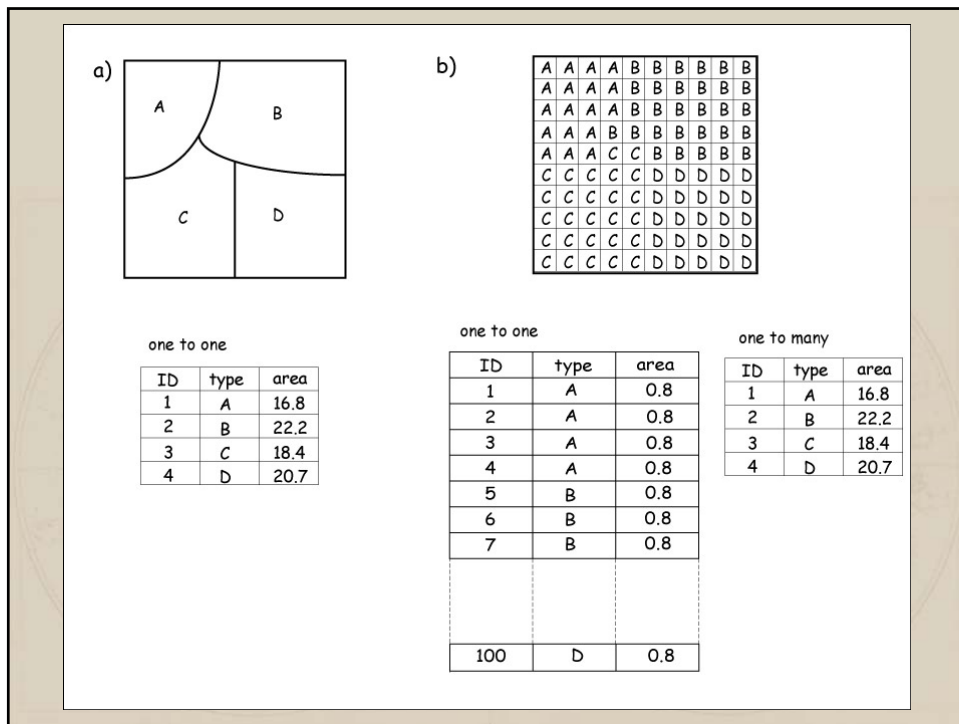 a)
A
B
C
D
b)
A A A A B B B B B B
A A A A B B B B B B
A A A A B B B B B B
A A A B B B B B B B
A A A C C B B B B B
C C C C C D D D D D
C C C C C D D D D D
C C C C C D D D D D
C C C C C D D D D D
C C C C C D D D D D
one to one
ID type area
1 A 16.8
2 B 22.2
3 C 18.4
4 D 20.7
one to one
ID type area
1 A 0.8
2 A 0.8
3 A 0.8
4 A 0.8
5 B 0.8
6 B 0.8
7 B 0.8
100 D 0.8
one to many
ID type area
1 A 16.8
2 B 22.2
3 C 18.4
4 D 20.7